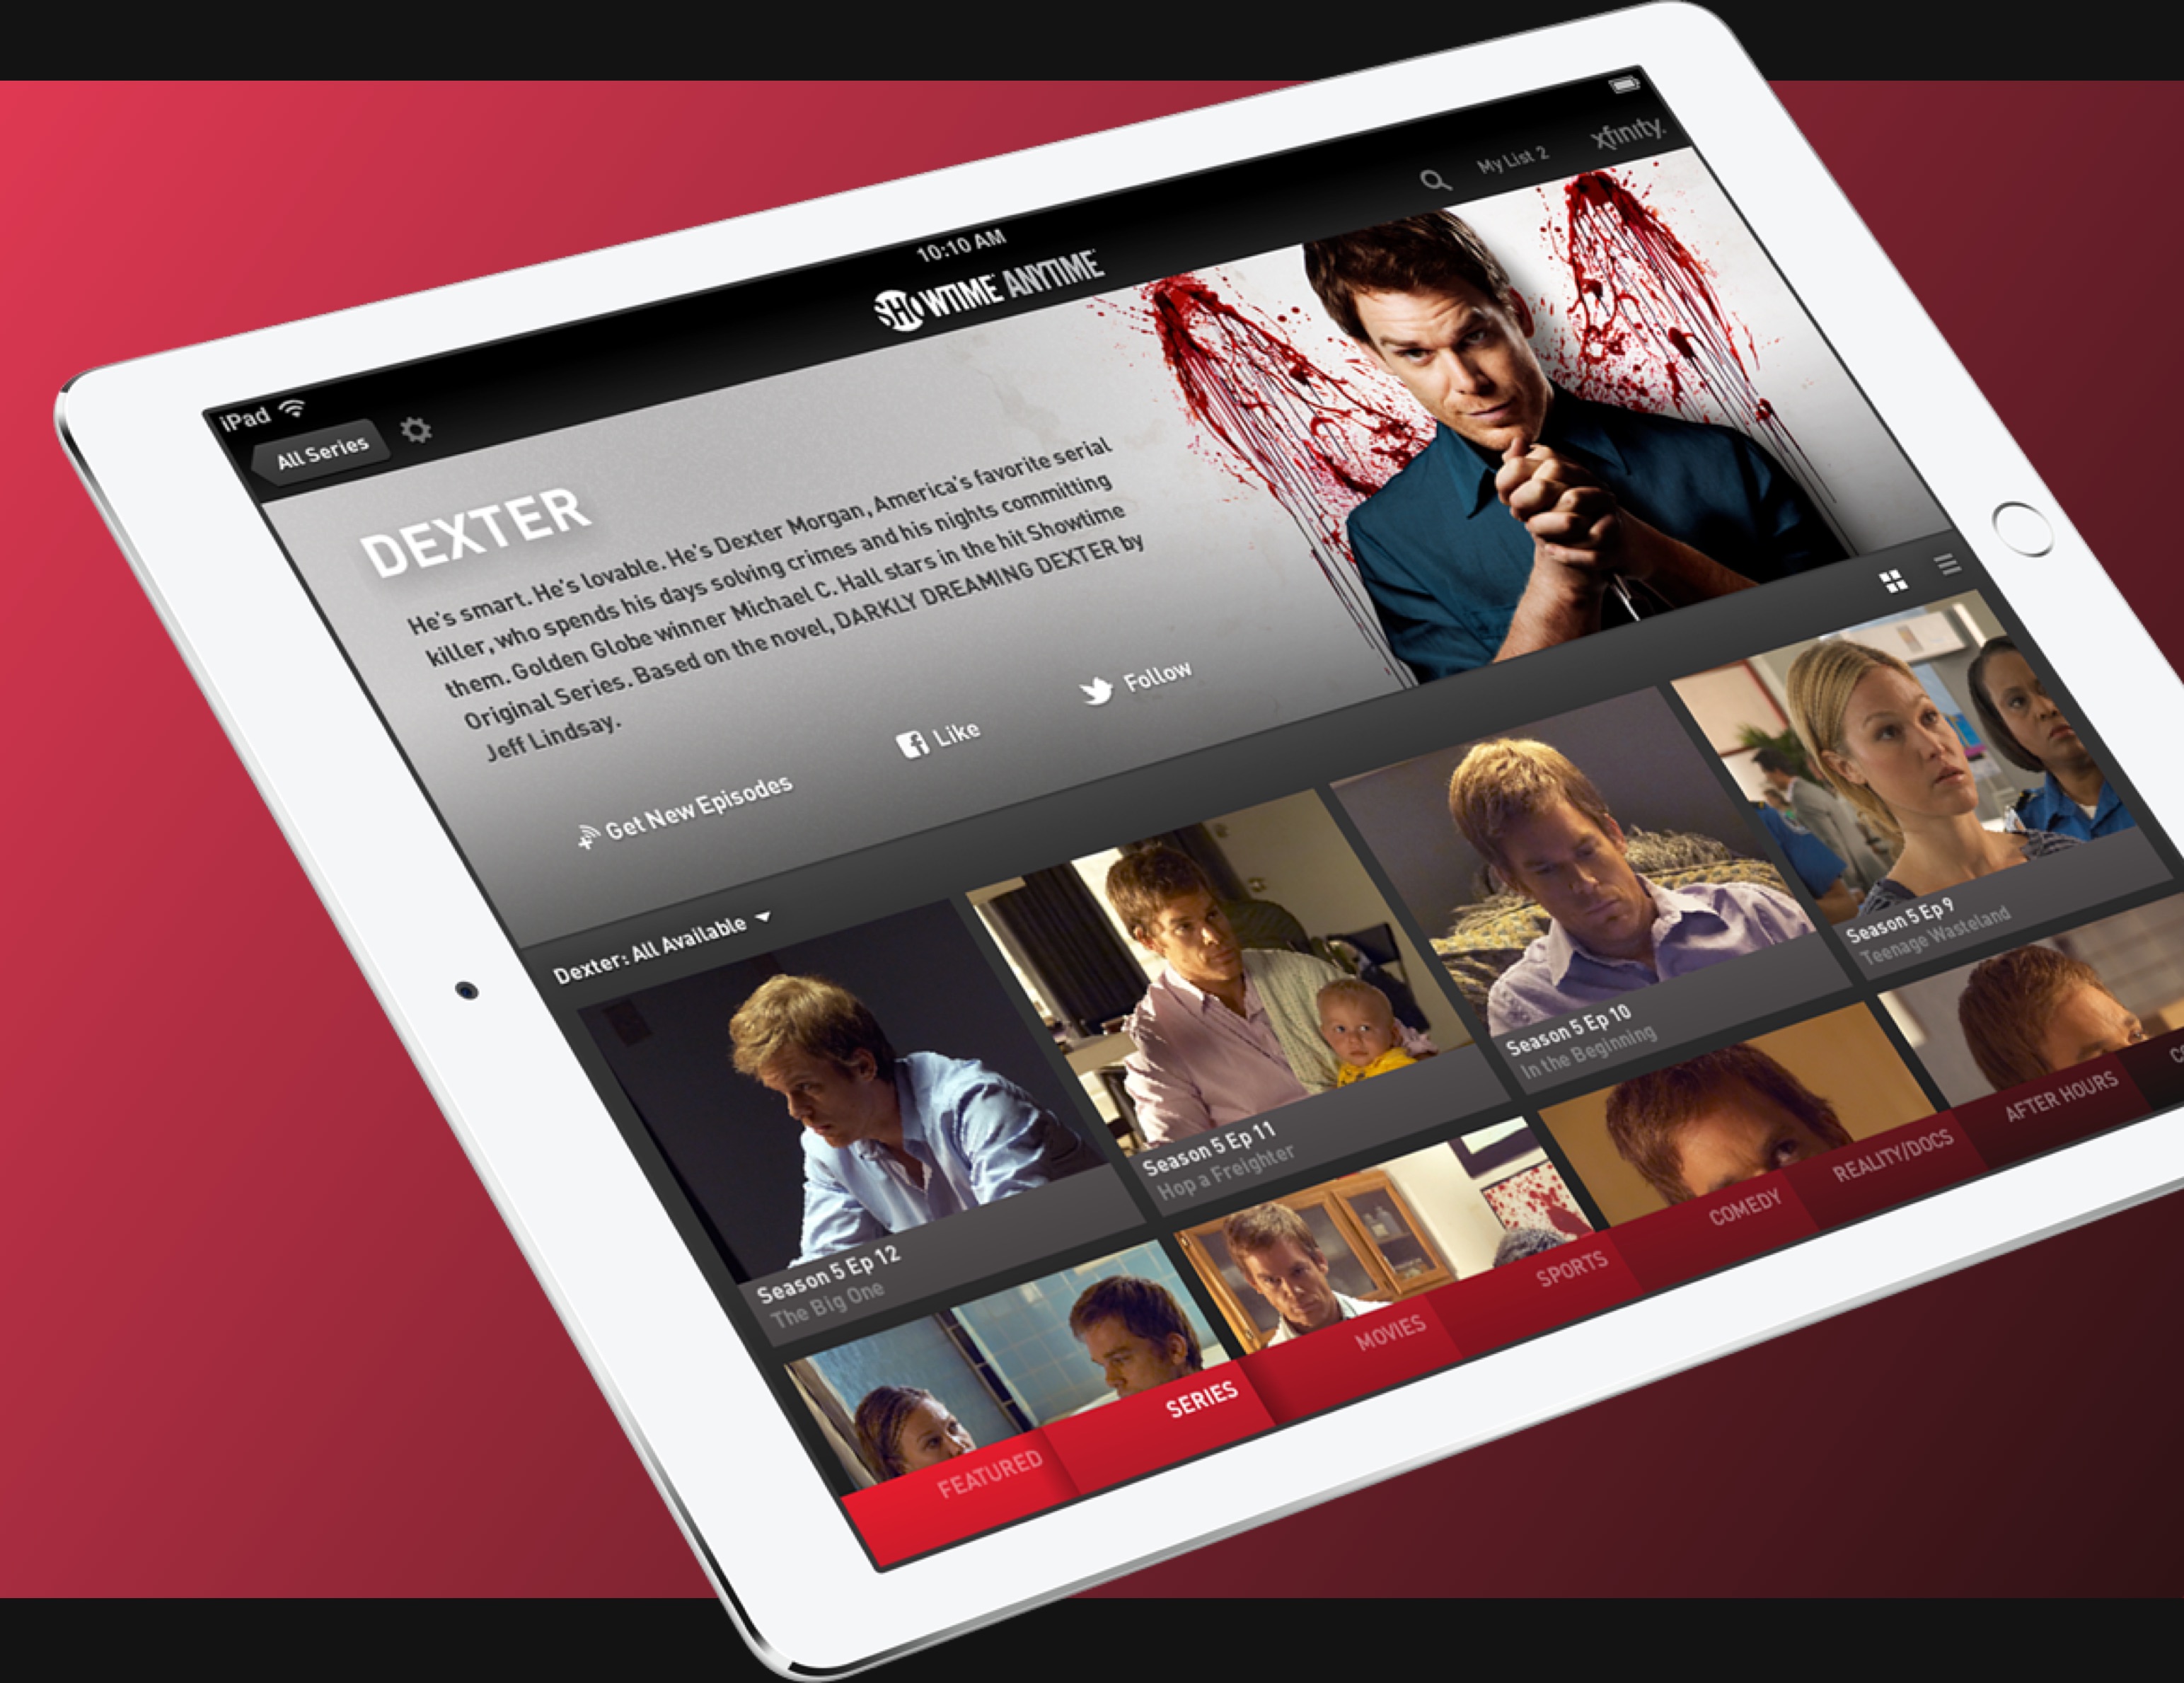 iPad
10:10 AM
All Series
SHOWTIME ANYTIME
My List 2
xfinity.
DEXTER
He's smart. He's lovable. He's Dexter Morgan, America's favorite serial
killer, who spends his days solving crimes and his nights committing
them. Golden Globe winner Michael C. Hall stars in the hit Showtime
Original Series. Based on the novel, DARKLY DREAMING DEXTER by
Jeff Lindsay.
Get New Episodes
Like
Follow
Dexter: All Available
Season 5 Ep 12
The Big One
Season 5 Ep 11
Hop a Freighter
Season 5 Ep 10
In the Beginning
Season 5 Ep 9
Teenage Wasteland
FEATURED
SERIES
MOVIES
SPORTS
COMEDY
REALITY/DOCS
AFTER HOURS